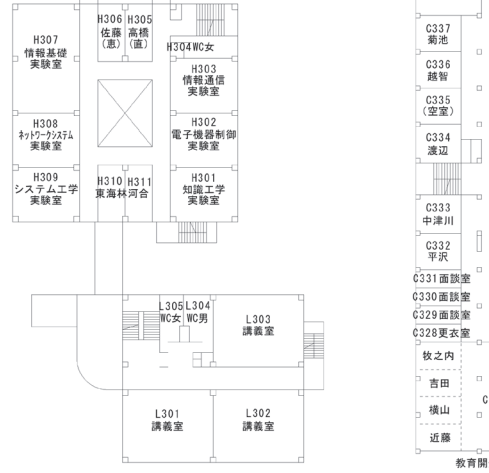 H307
情報基礎
実験室
H306
佐藤
(恵)
H305
高橋
(直)
H304WC女
H303
情報通信
実験室
H308
ネットワークシステム
実験室
H302
電子機器制御
実験室
H309
システム工学
実験室
H310
東海林
H311
河合
H301
知識工学
実験室
L305
WC女
L304
WC男
L303
講義室
L301
講義室
L302
講義室
C337
菊池
C336
越智
C335
(空室)
C334
渡辺
C333
中津川
C332
平沢
C331面談室
C330面談室
C329面談室
C328更衣室
牧之内
吉田
横山
近藤
C
教育開